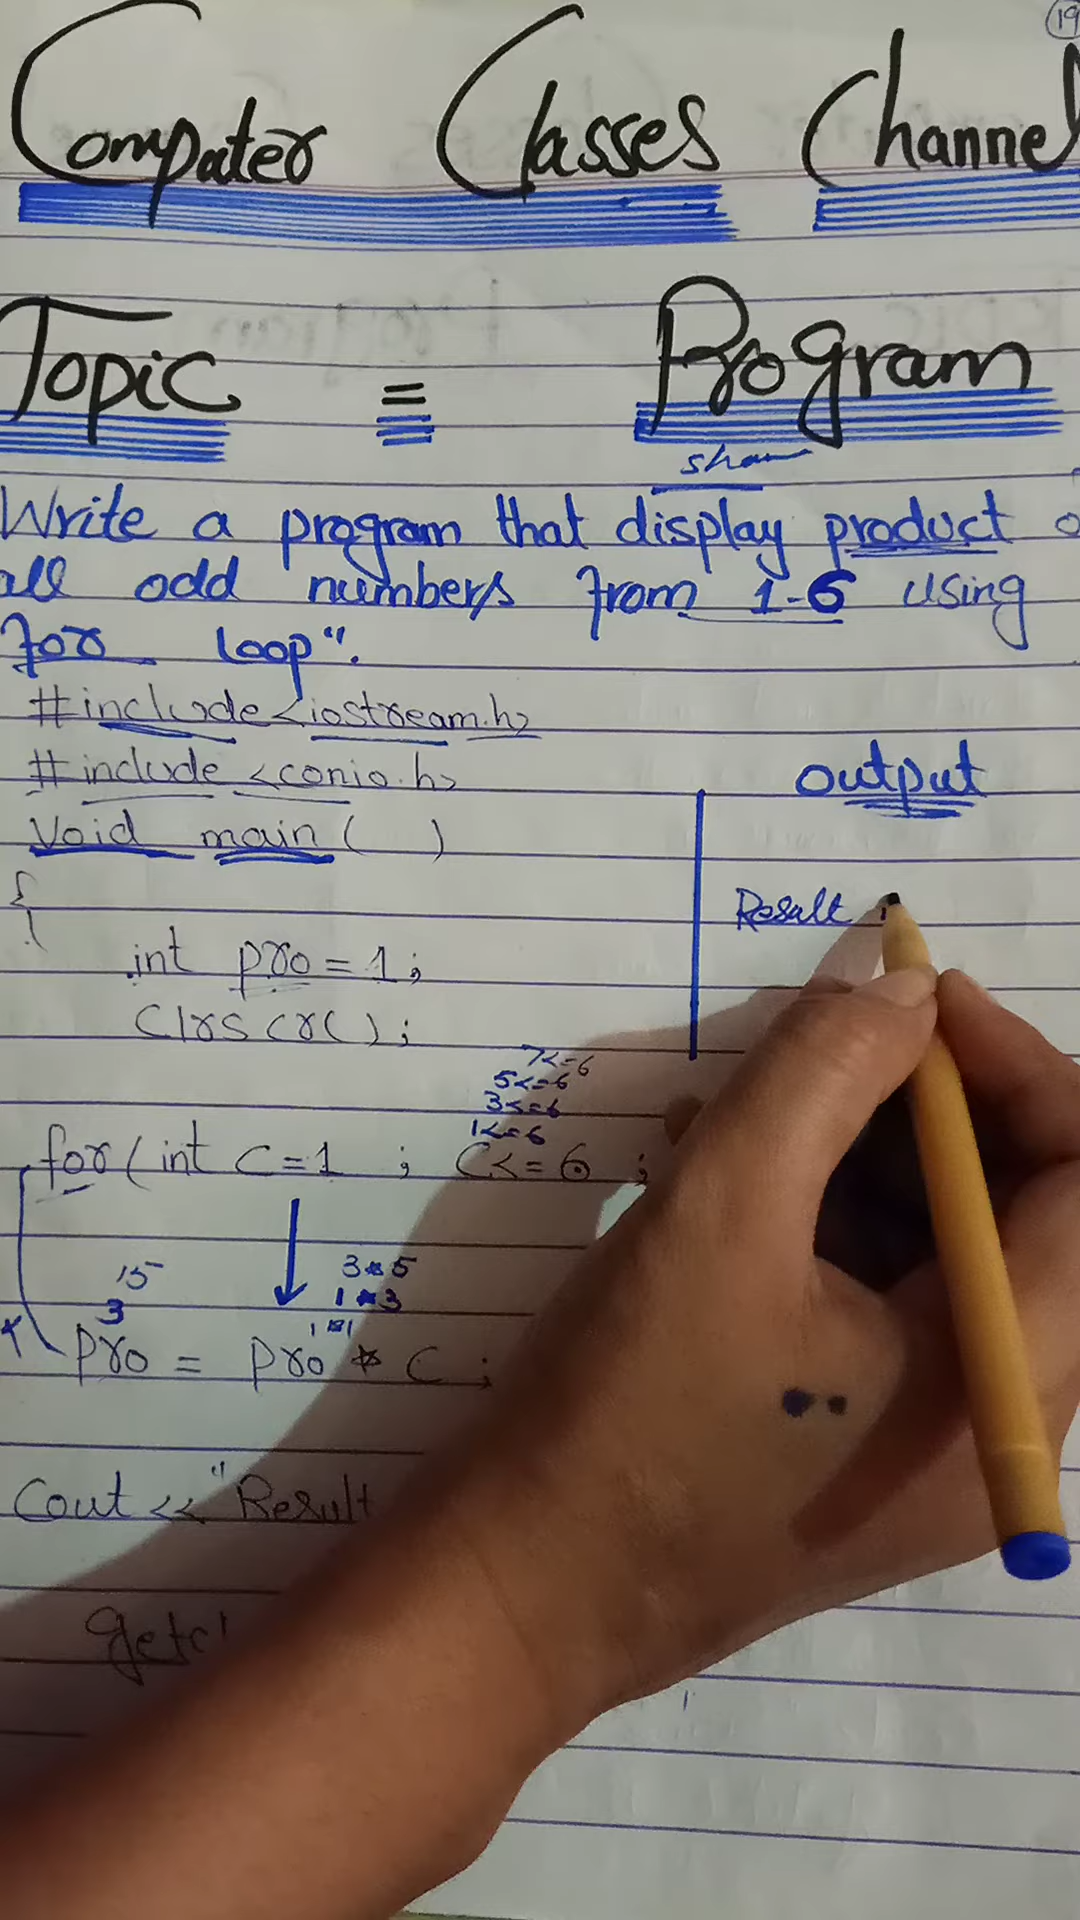 19
Computer Classes Channel
Topic = Program
show
Write a program that display product
all odd numbers from 1-6 using
for loop".
#include<iostream.h>
#include <conio.h>
Output
Void main( )
{
Result
int pro = 1;
Clrscr();
7<=6
5<=6
3<=6
1<=6
for(int C=1 ; C<=6 ;
15 3*5
3 1*3
1*1
pro = pro * C ;
Cout << "Result
getc